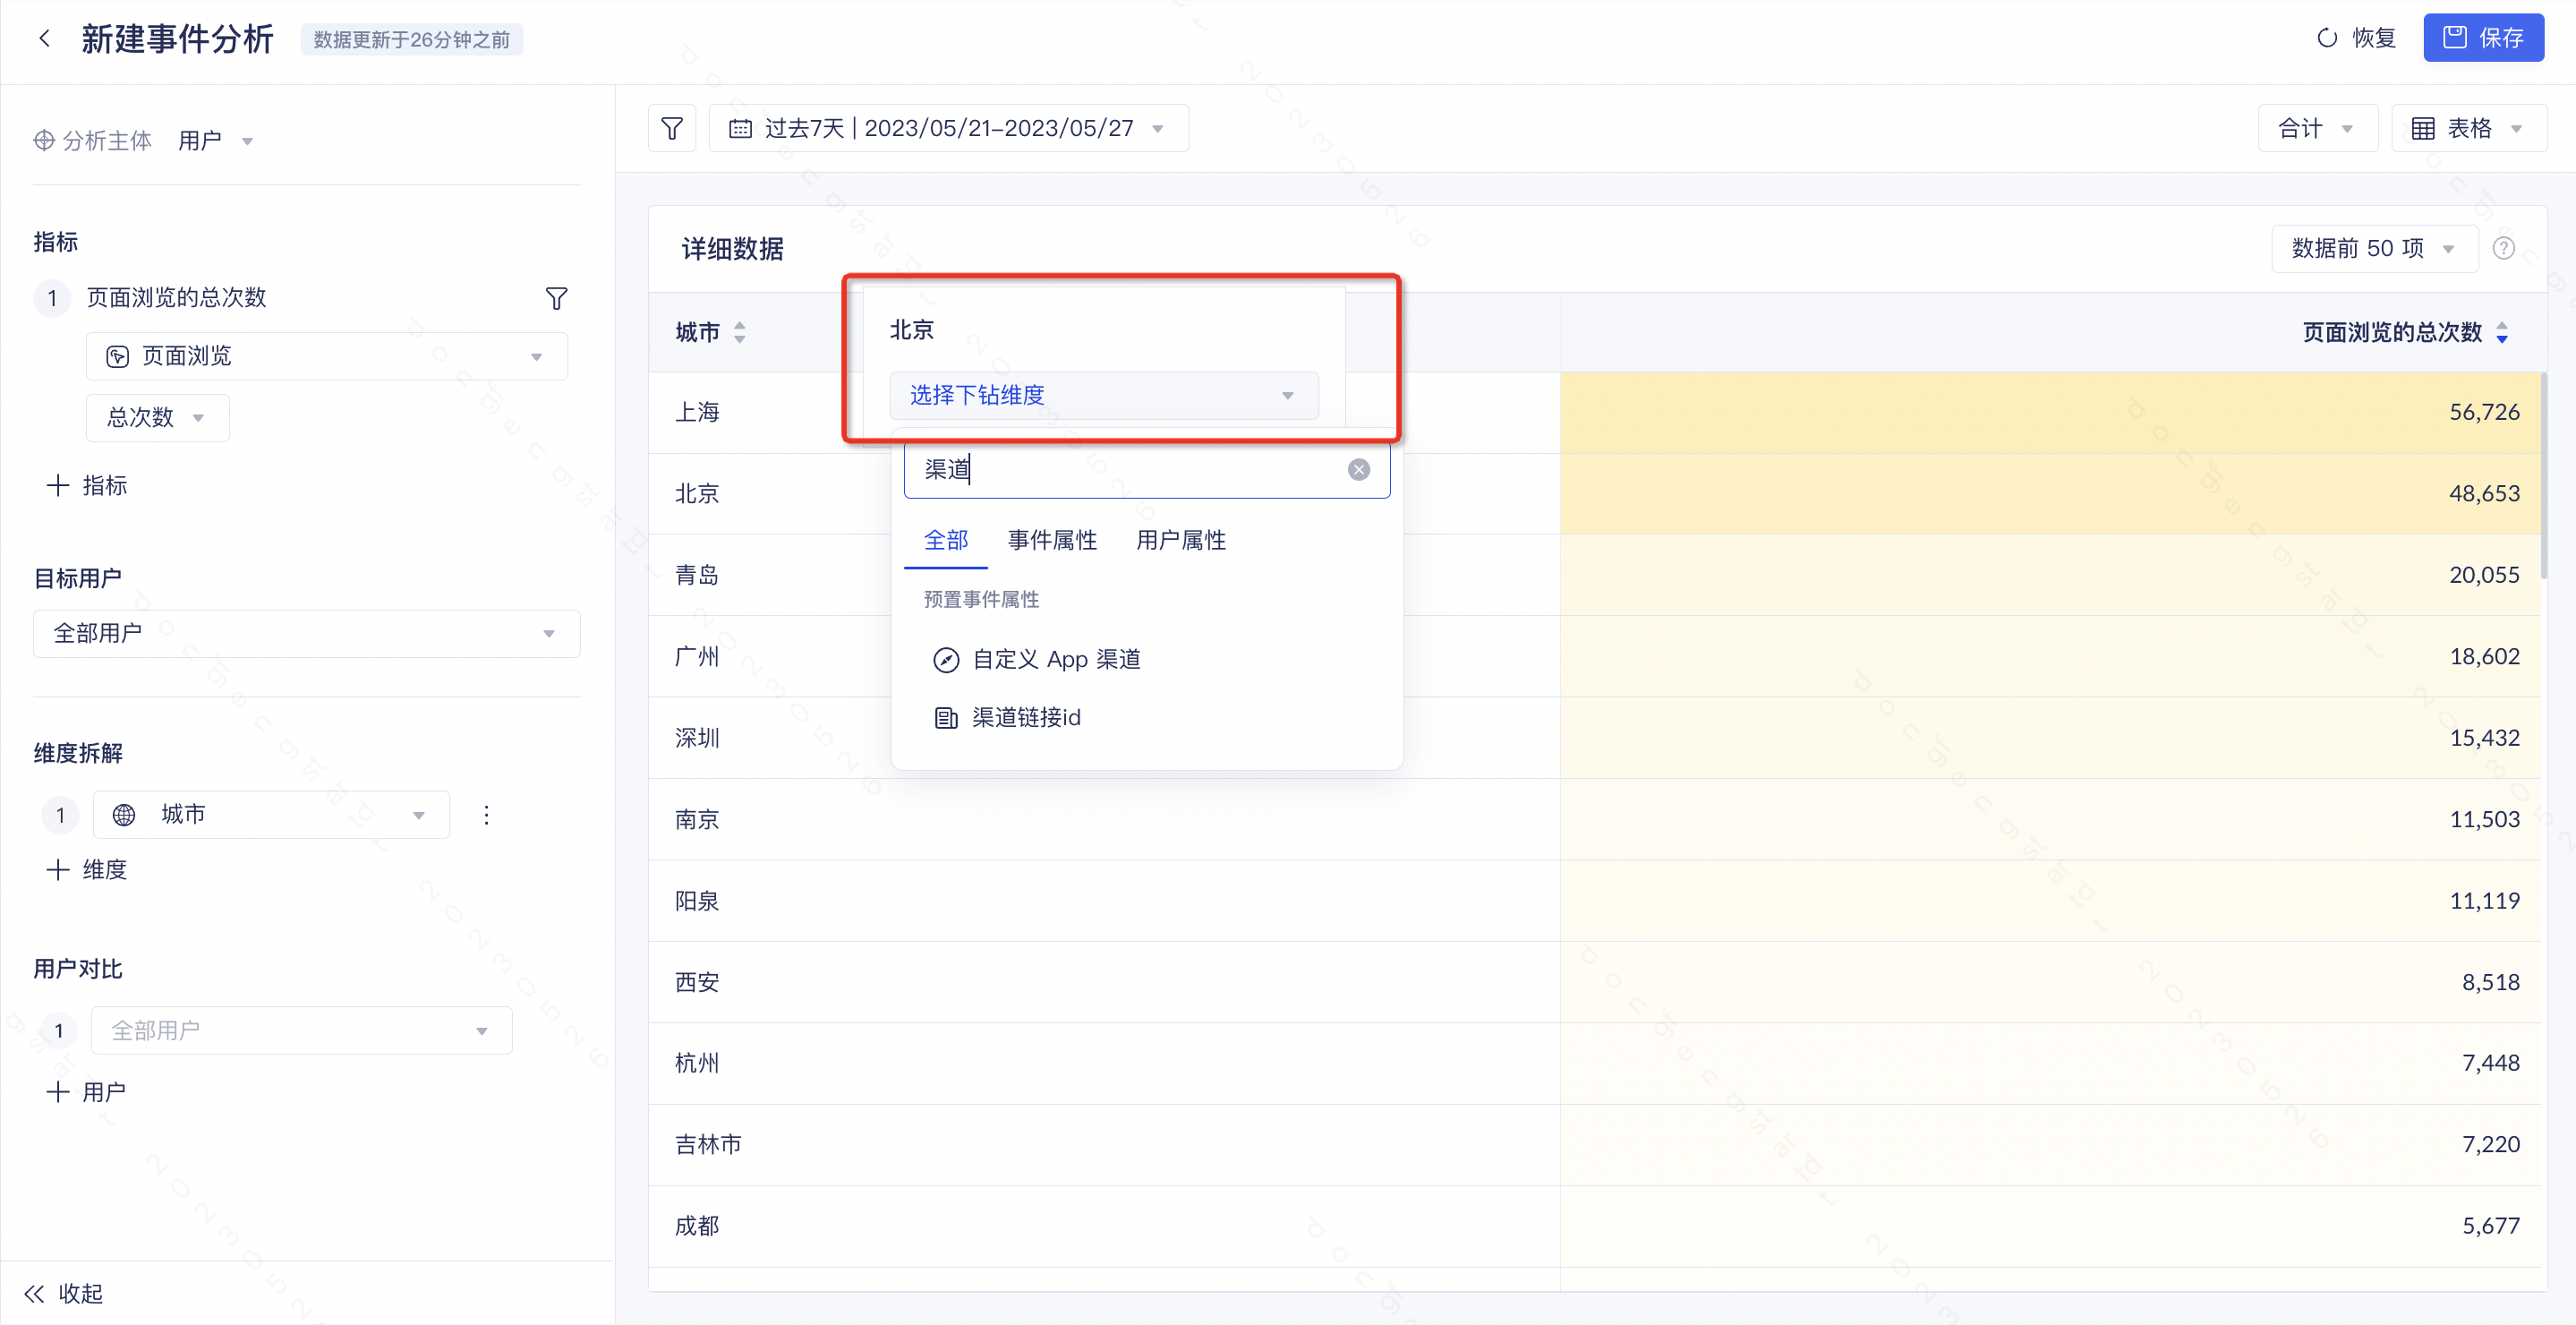 新建事件分析
数据更新于26分钟之前
恢复
保存
分析主体 用户
过去7天 | 2023/05/21-2023/05/27
合计
表格
指标
1 页面浏览的总次数
页面浏览
总次数
指标
目标用户
全部用户
维度拆解
1 城市
维度
用户对比
1 全部用户
用户
收起
详细数据
数据前 50 项
城市 页面浏览的总次数
上海 56,726
北京 48,653
青岛 20,055
广州 18,602
深圳 15,432
南京 11,503
阳泉 11,119
西安 8,518
杭州 7,448
吉林市 7,220
成都 5,677
北京
选择下钻维度
渠道
全部 事件属性 用户属性
预置事件属性
自定义 App 渠道
渠道链接id